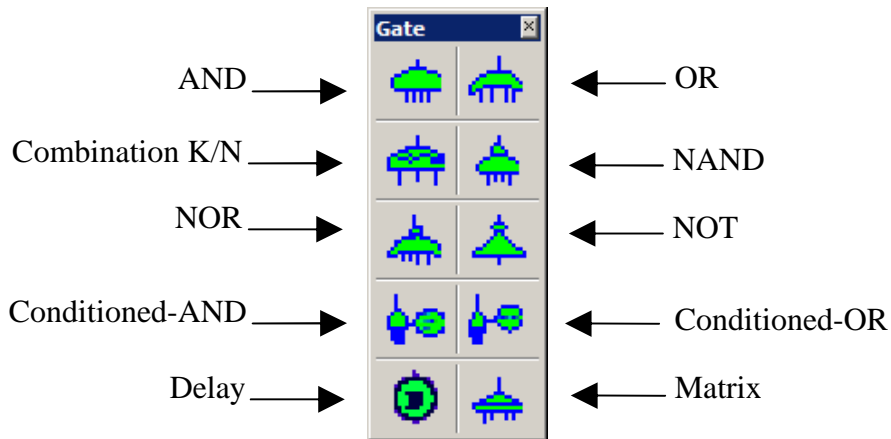 Gate
AND
OR
Combination K/N
NAND
NOR
NOT
Conditioned-AND
Conditioned-OR
Delay
Matrix